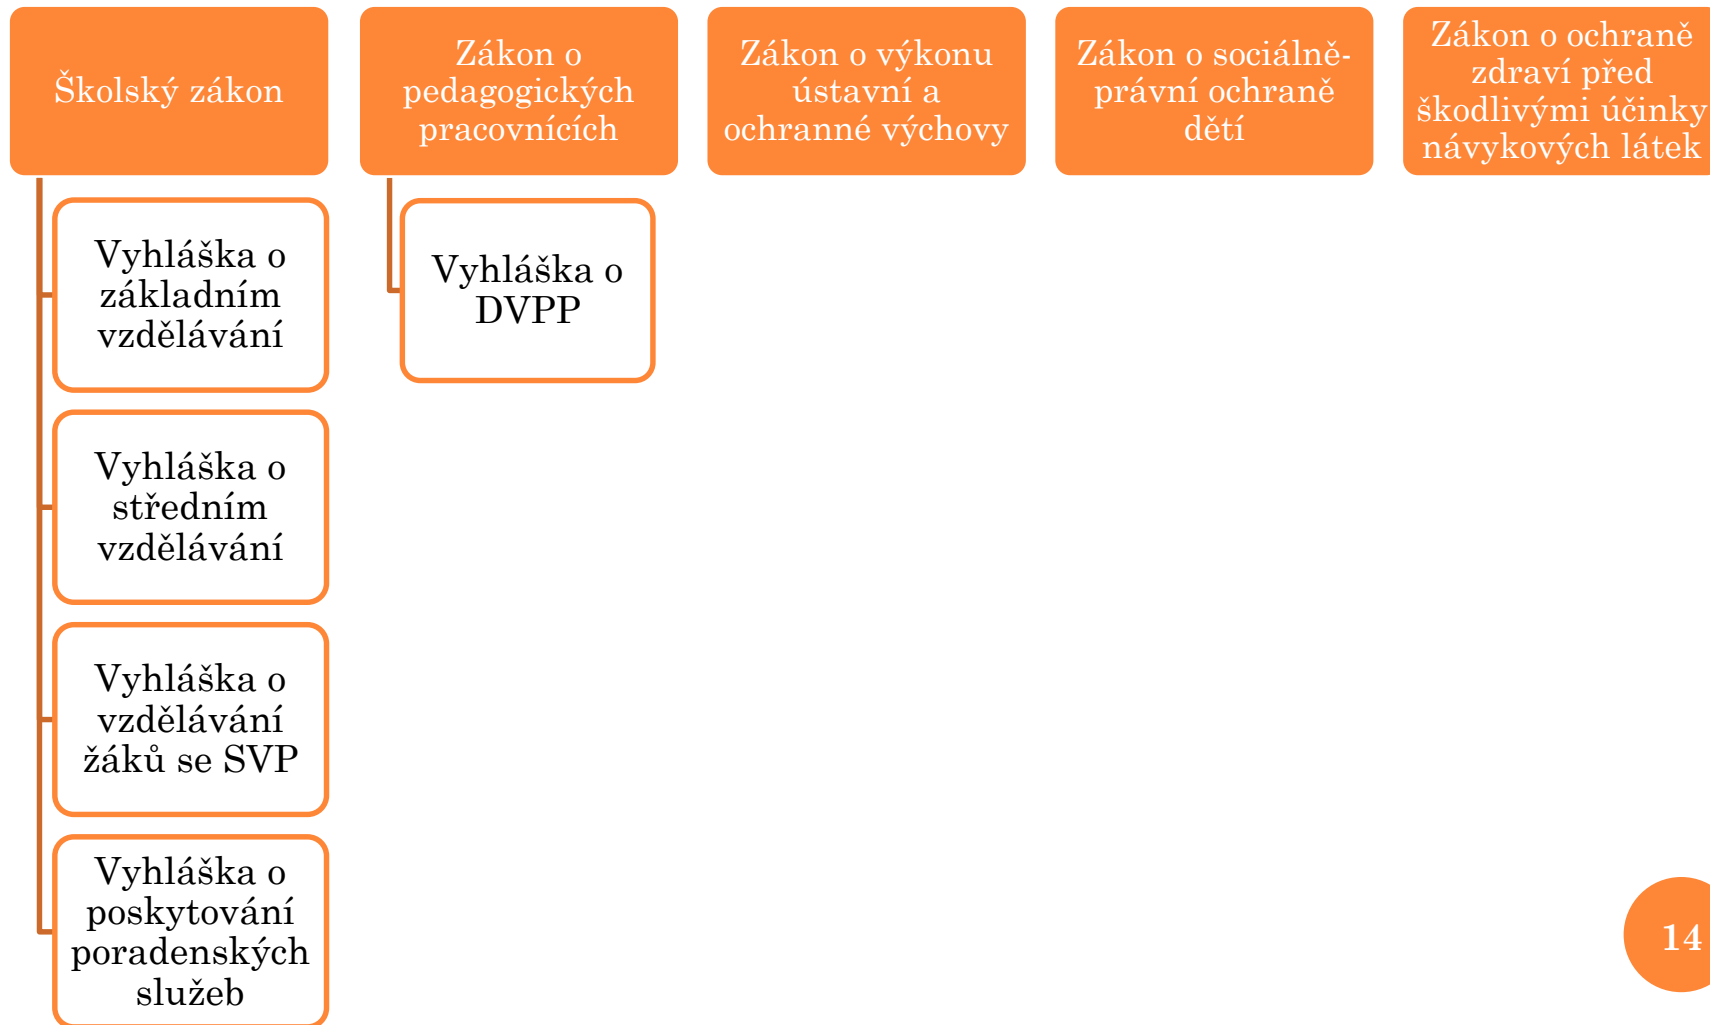 Školský zákon
Zákon o
pedagogických
pracovnících
Zákon o výkonu
ústavní a
ochranné výchovy
Zákon o sociálně-
právní ochraně
dětí
Zákon o ochraně
zdraví před
škodlivými účinky
návykových látek
Vyhláška o
základním
vzdělávání
Vyhláška o
středním
vzdělávání
Vyhláška o
vzdělávání
žáků se SVP
Vyhláška o
poskytování
poradenských
služeb
Vyhláška o
DVPP
14